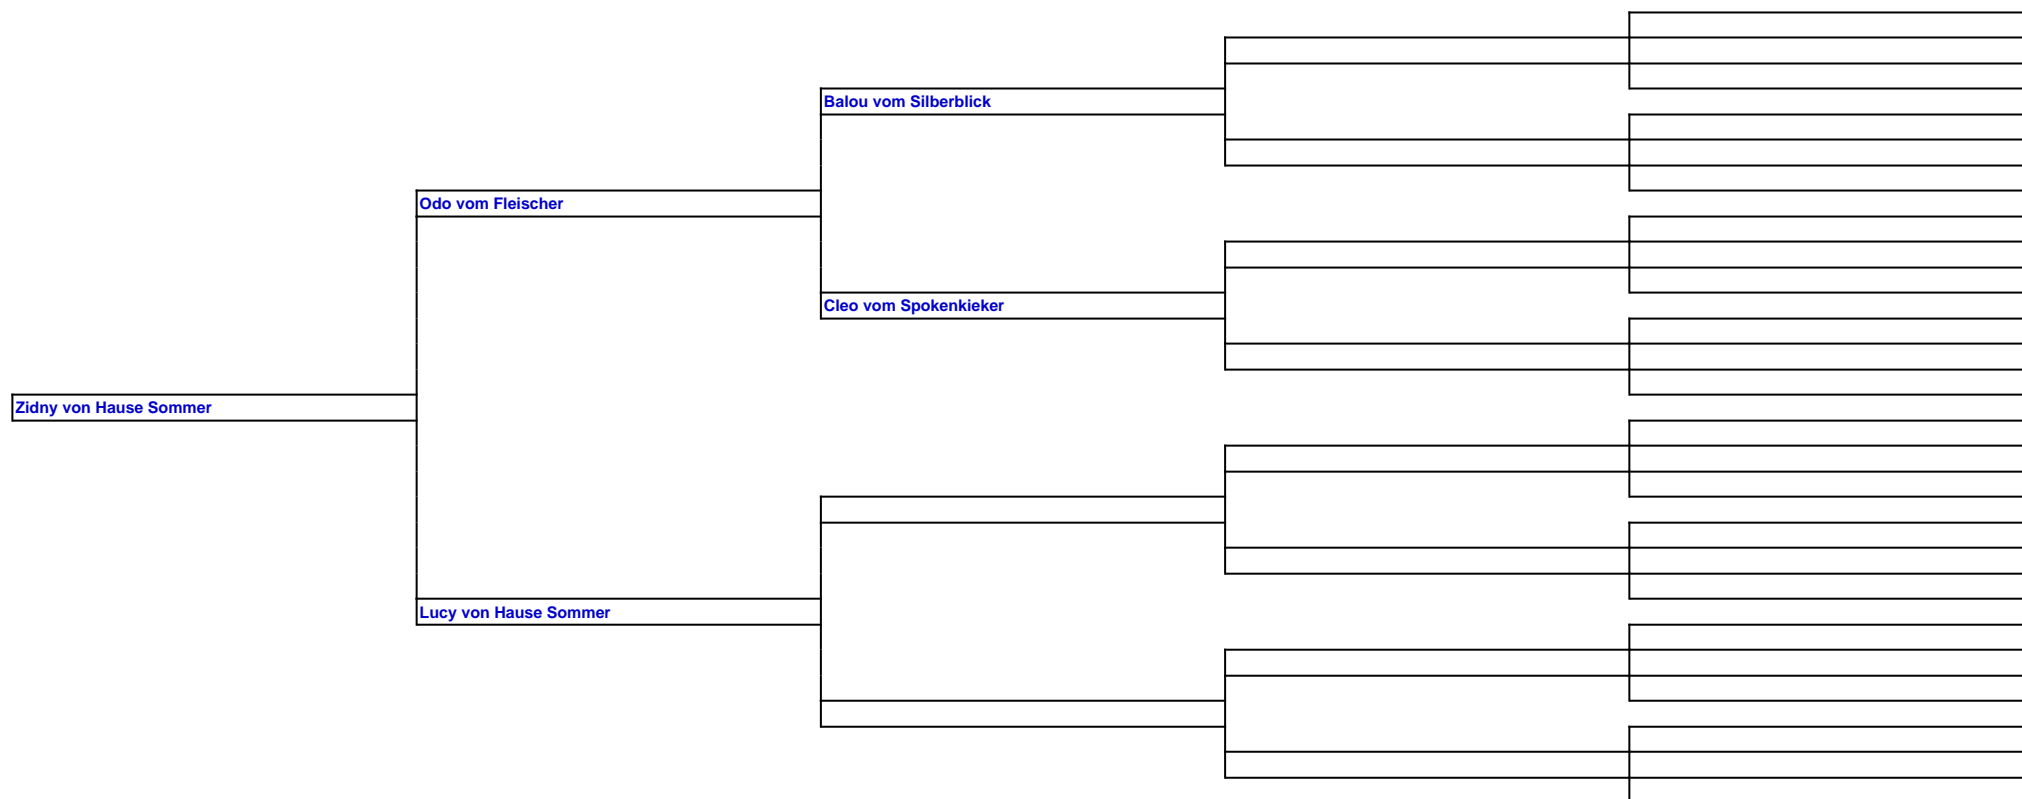 Balou vom Silberblick
Odo vom Fleischer
Cleo vom Spokenkieker
Zidny von Hause Sommer
Lucy von Hause Sommer